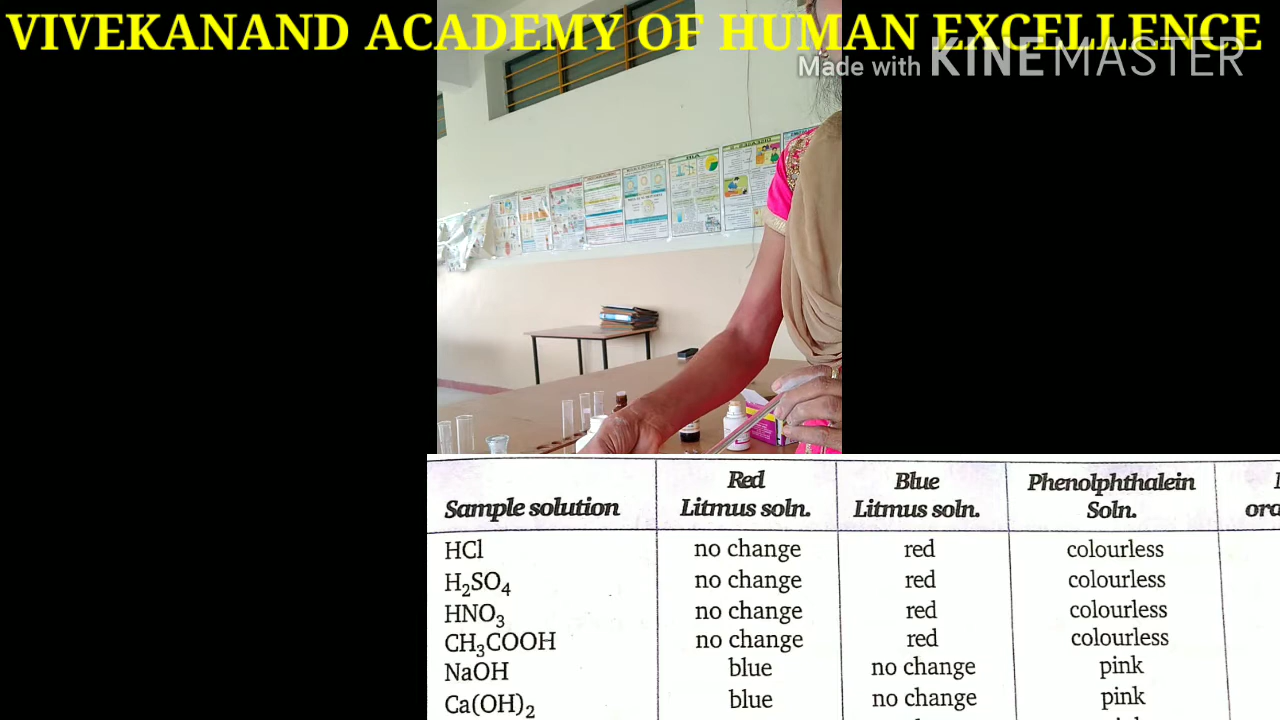 VIVEKANAND ACADEMY OF HUMAN EXCELLENCE
Made with KINEMASTER
Sample solution Red Litmus soln. Blue Litmus soln. Phenolphthalein Soln.
HCl no change red colourless
H₂SO₄ no change red colourless
HNO₃ no change red colourless
CH₃COOH no change red colourless
NaOH blue no change pink
Ca(OH)₂ blue no change pink